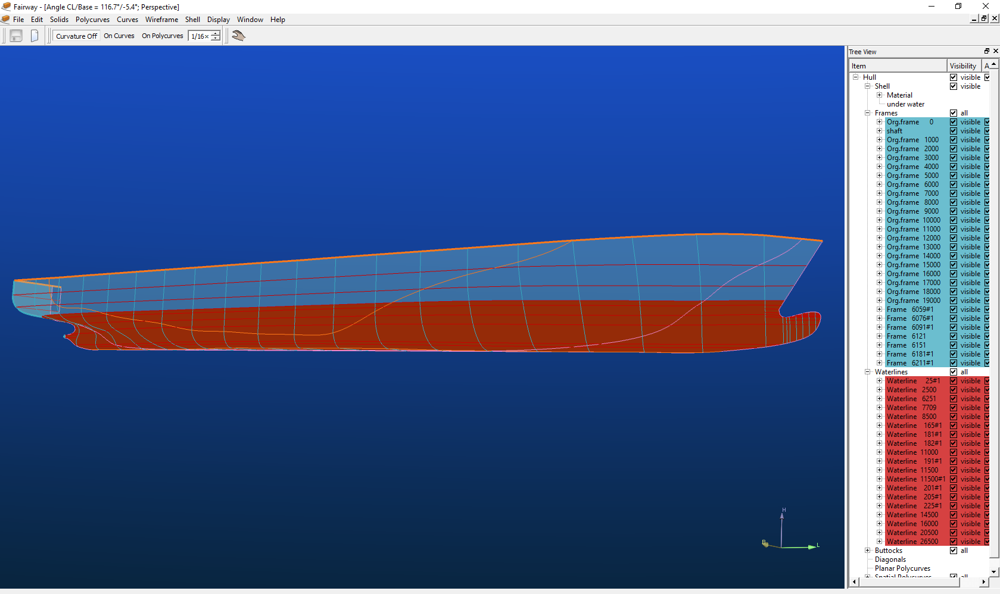 Fairway - [Angle CL/Base = 116.7°/-5.4°; Perspective]
File Edit Solids Polycurves Curves Wireframe Shell Display Window Help
Curvature Off On Curves On Polycurves 1/16×
Tree View
Item Visibility A
Hull visible
Shell visible
Material
under water
Frames all
Org.frame 0 visible
shaft visible
Org.frame 1000 visible
Org.frame 2000 visible
Org.frame 3000 visible
Org.frame 4000 visible
Org.frame 5000 visible
Org.frame 6000 visible
Org.frame 7000 visible
Org.frame 8000 visible
Org.frame 9000 visible
Org.frame 10000 visible
Org.frame 11000 visible
Org.frame 12000 visible
Org.frame 13000 visible
Org.frame 14000 visible
Org.frame 15000 visible
Org.frame 16000 visible
Org.frame 17000 visible
Org.frame 18000 visible
Org.frame 19000 visible
Frame 6059#1 visible
Frame 6076#1 visible
Frame 6091#1 visible
Frame 6121 visible
Frame 6151 visible
Frame 6181#1 visible
Frame 6211#1 visible
Waterlines all
Waterline 25#1 visible
Waterline 2500 visible
Waterline 6251 visible
Waterline 7709 visible
Waterline 8500 visible
Waterline 165#1 visible
Waterline 181#1 visible
Waterline 182#1 visible
Waterline 11000 visible
Waterline 191#1 visible
Waterline 11500 visible
Waterline 11500#1 visible
Waterline 201#1 visible
Waterline 205#1 visible
Waterline 225#1 visible
Waterline 14500 visible
Waterline 16000 visible
Waterline 20500 visible
Waterline 26500 visible
Buttocks all
Diagonals
Planar Polycurves
Spatial Polycurves all
H
B
L